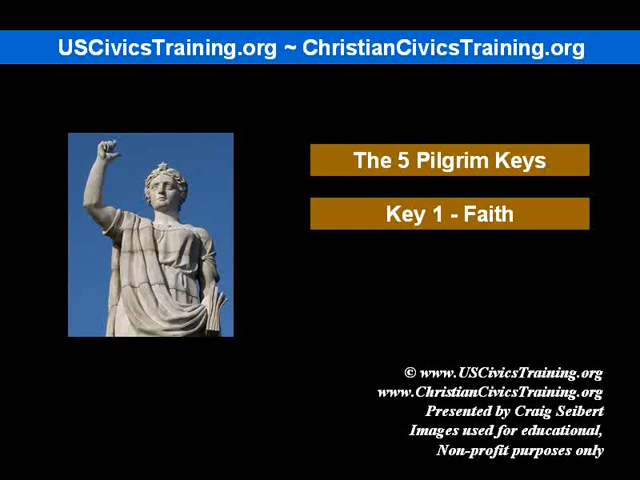 USCivicsTraining.org ~ ChristianCivicsTraining.org
The 5 Pilgrim Keys
Key 1 - Faith
© www.USCivicsTraining.org
www.ChristianCivicsTraining.org
Presented by Craig Seibert
Images used for educational,
Non-profit purposes only